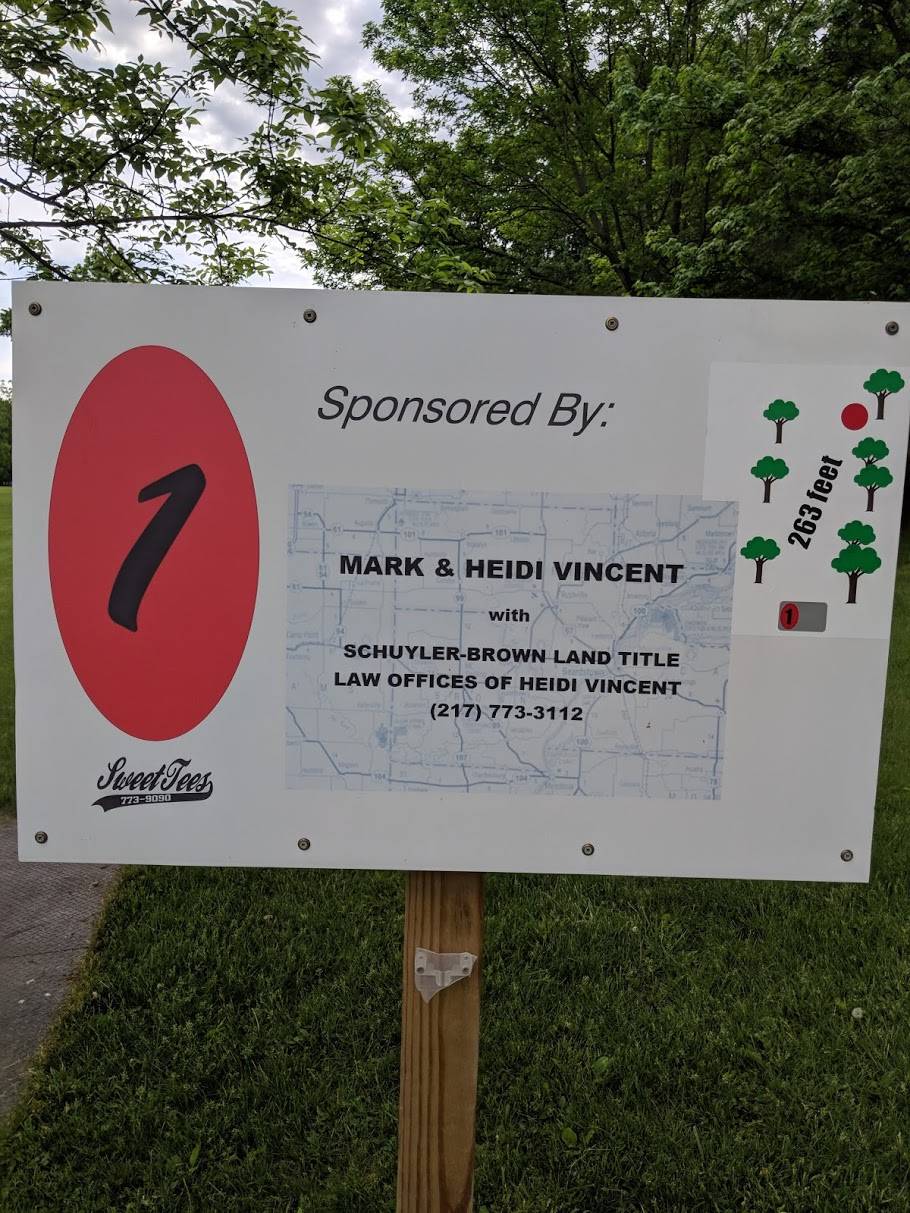 Sponsored By:
1
263 feet
1
MARK & HEIDI VINCENT
with
SCHUYLER-BROWN LAND TITLE
LAW OFFICES OF HEIDI VINCENT
(217) 773-3112
Sweet Tees
773-9090